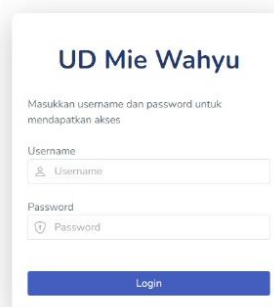 UD Mie Wahyu
Masukkan username dan password untuk
mendapatkan akses
Username
Username
Password
Password
Login